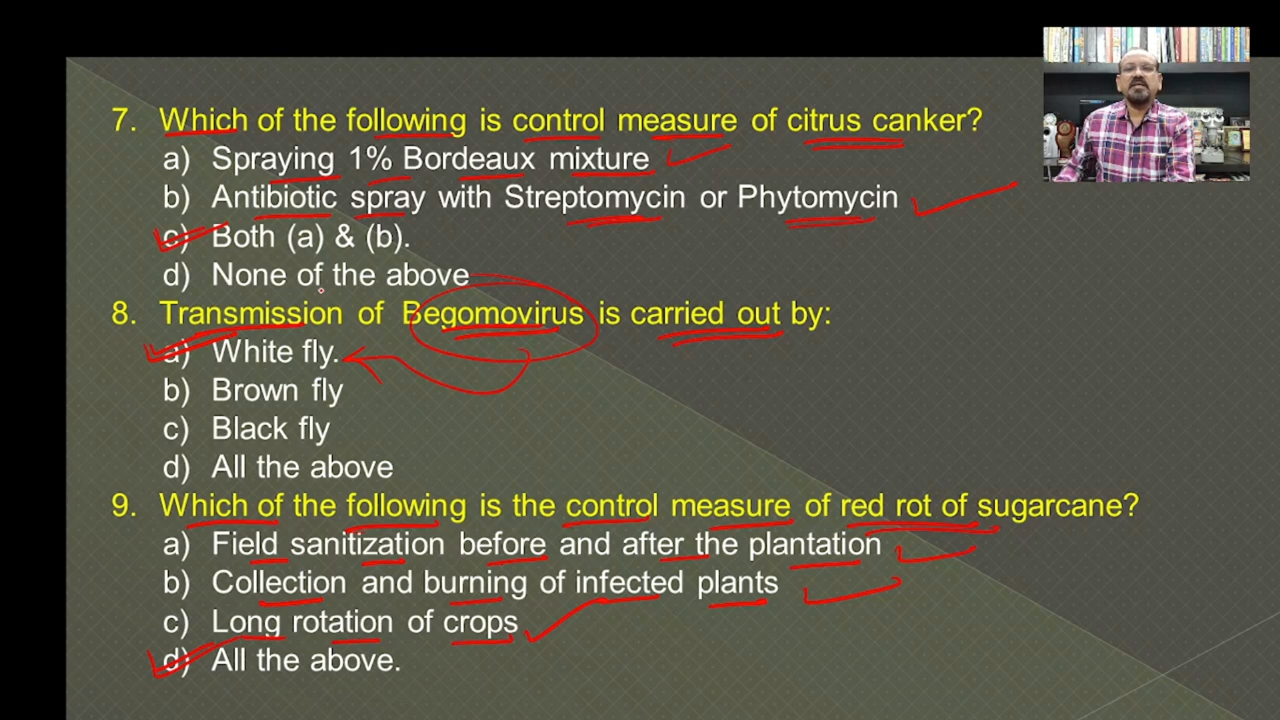 7. Which of the following is control measure of citrus canker?
a) Spraying 1% Bordeaux mixture
b) Antibiotic spray with Streptomycin or Phytomycin
c) Both (a) & (b).
d) None of the above
8. Transmission of Begomovirus is carried out by:
a) White fly.
b) Brown fly
c) Black fly
d) All the above
9. Which of the following is the control measure of red rot of sugarcane?
a) Field sanitization before and after the plantation
b) Collection and burning of infected plants
c) Long rotation of crops
d) All the above.